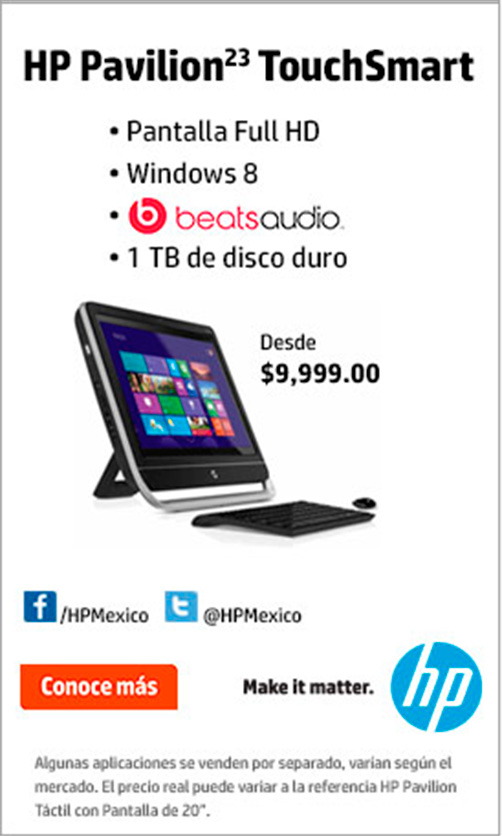 HP Pavilion²³ TouchSmart
• Pantalla Full HD
• Windows 8
• b beatsaudio™
• 1 TB de disco duro
Desde
$9,999.00
f /HPMexico t @HPMexico
Conoce más
Make it matter.
hp
Algunas aplicaciones se venden por separado, varían según el
mercado. El precio real puede variar a la referencia HP Pavilion
Táctil con Pantalla de 20".